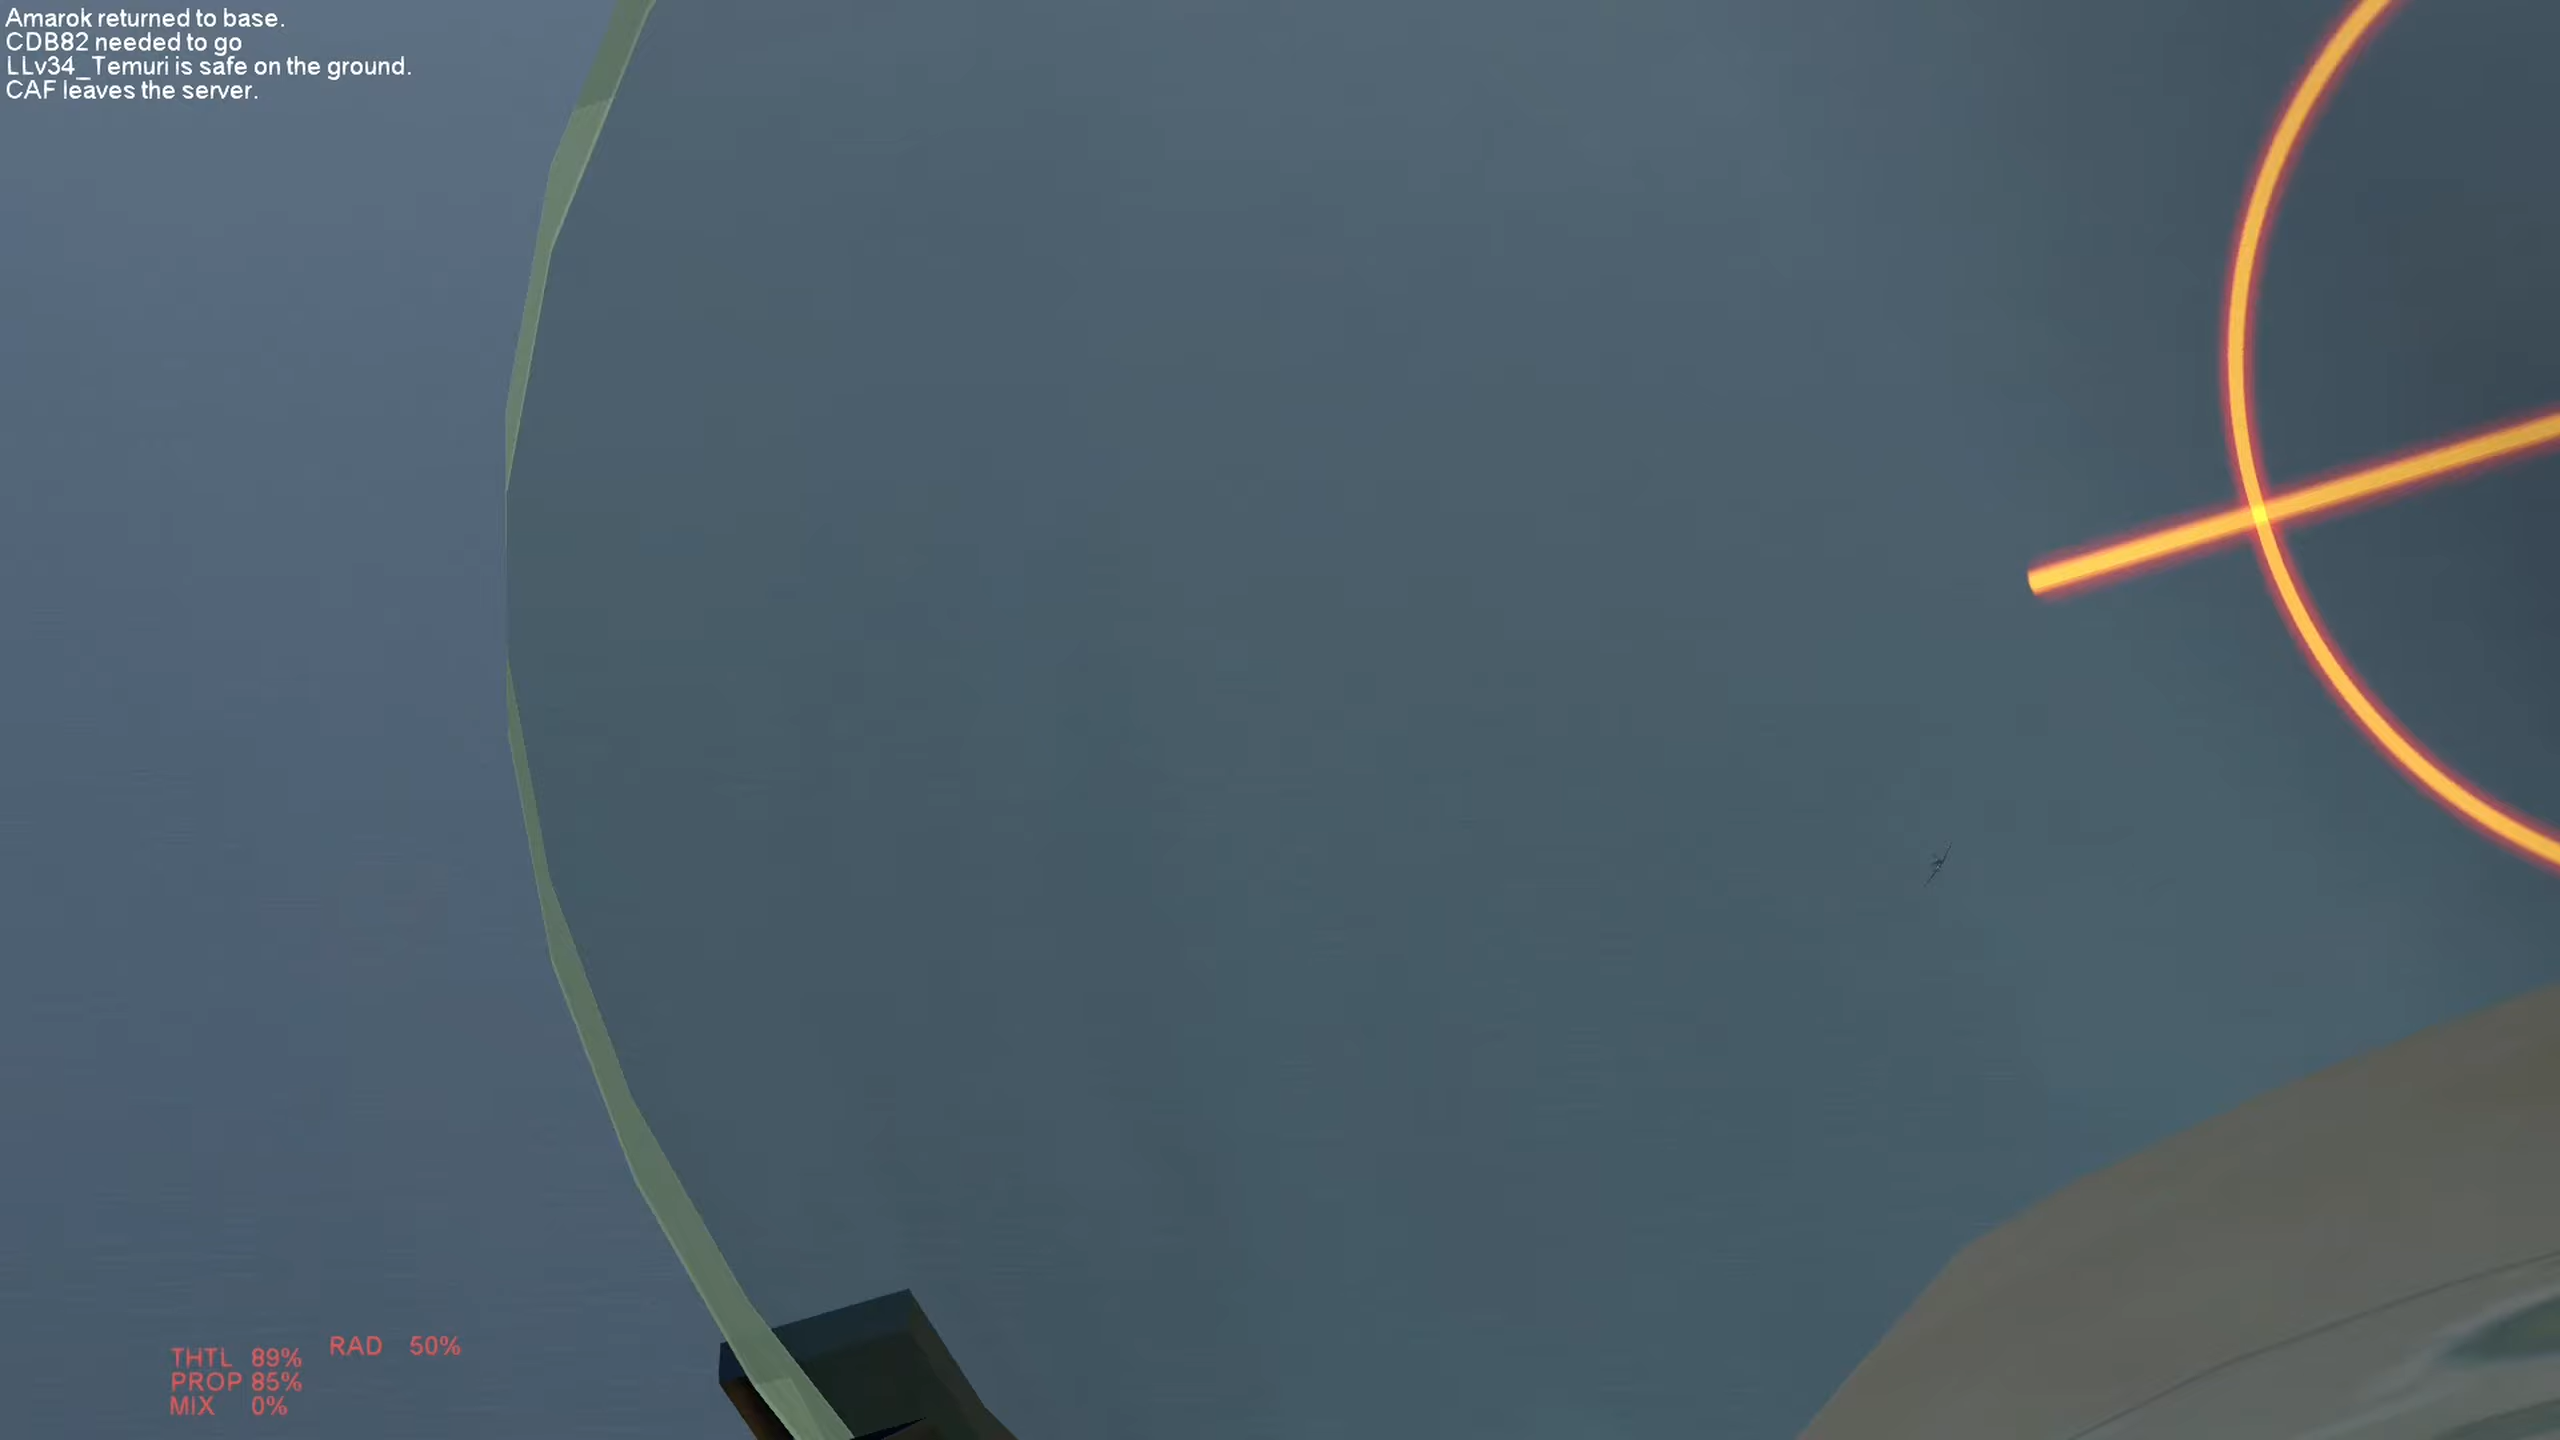 Amarok returned to base.
CDB82 needed to go
LLv34_Temuri is safe on the ground.
CAF leaves the server.
RAD 50%
THTL 89%
PROP 85%
MIX 0%